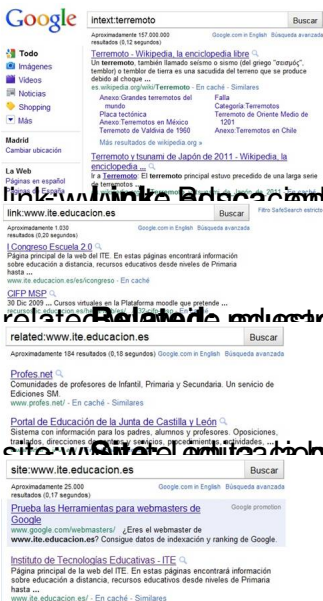 Google
intext:terremoto
Buscar
Aproximadamente 157.000.000
resultados (0,12 segundos)
Google.com in English Búsqueda avanzada
Todo
Imágenes
Vídeos
Noticias
Shopping
Más
Madrid
Cambiar ubicación
La Web
Páginas en español
Páginas de España
Terremoto - Wikipedia, la enciclopedia libre
Un terremoto, también llamado seísmo o sismo (del griego "σεισμός",
temblor) o temblor de tierra es una sacudida del terreno que se produce
debido al choque ...
es.wikipedia.org/wiki/Terremoto - En caché - Similares
Anexo:Grandes terremotos del
mundo
Placa tectónica
Anexo:Terremotos en México
Terremoto de Valdivia de 1960
Falla
Categoría:Terremotos
Terremoto de Oriente Medio de
1201
Anexo:Terremotos en Chile
Más resultados de wikipedia.org »
Terremoto y tsunami de Japón de 2011 - Wikipedia, la
enciclopedia ...
Ir a Terremoto: El terremoto principal estuvo precedido de una larga serie
de terremotos ...
link:www.ite.educacion.es
Buscar
Filtro SafeSearch estricto
Aproximadamente 1.030
resultados (0,20 segundos)
Google.com in English Búsqueda avanzada
I Congreso Escuela 2.0
Página principal de la web del ITE. En estas páginas encontrará información
sobre educación a distancia, recursos educativos desde niveles de Primaria
hasta ...
www.ite.educacion.es/es/icongreso - En caché
CIFP MSP
30 Dic 2009 ... Cursos virtuales en la Plataforma moodle que pretende ...
related:www.ite.educacion.es
Buscar
Aproximadamente 184 resultados (0,18 segundos) Google.com in English Búsqueda avanzada
Profes.net
Comunidades de profesores de Infantil, Primaria y Secundaria. Un servicio de
Ediciones SM.
www.profes.net/ - En caché - Similares
Portal de Educación de la Junta de Castilla y León
Sistema con información para los padres, alumnos y profesores. Oposiciones,
site:www.ite.educacion.es
Buscar
Aproximadamente 25.000
resultados (0,17 segundos)
Google.com in English Búsqueda avanzada
Prueba las Herramientas para webmasters de
Google
Google promotion
www.google.com/webmasters/ ¿Eres el webmaster de
www.ite.educacion.es? Consigue datos de indexación y ranking de Google.
Instituto de Tecnologías Educativas - ITE
Página principal de la web del ITE. En estas páginas encontrará información
sobre educación a distancia, recursos educativos desde niveles de Primaria
hasta ...
www.ite.educacion.es/ - En caché - Similares